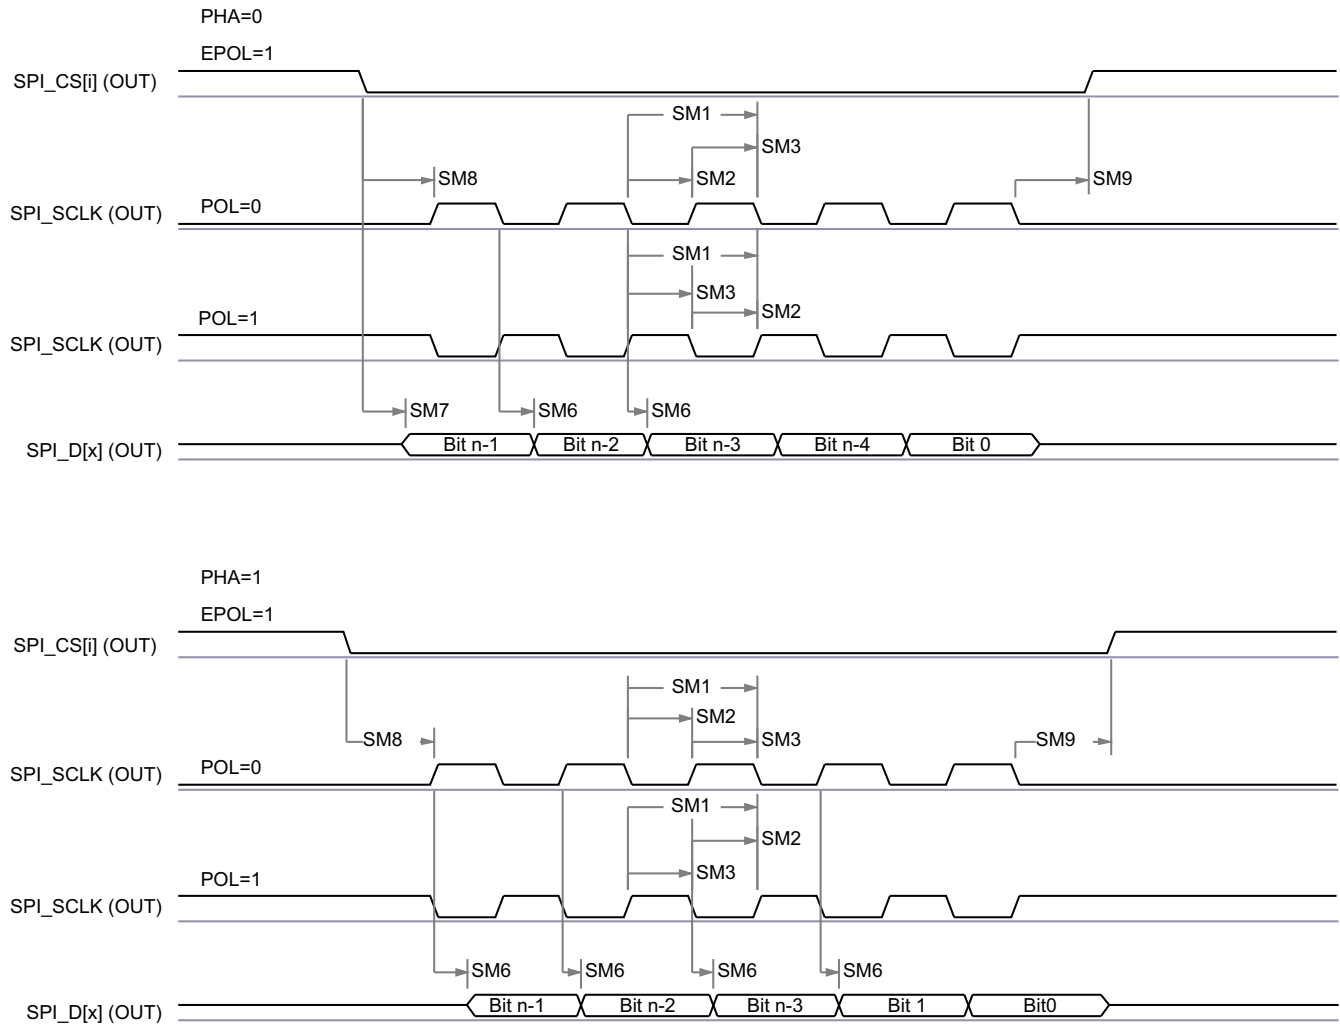 PHA=0
EPOL=1
SPI_CS[i] (OUT)
SM1
SM3
SM8
SM2
SM9
SPI_SCLK (OUT)
POL=0
SM1
SM3
SM2
POL=1
SPI_SCLK (OUT)
SM7
SM6
SM6
SPI_D[x] (OUT)
Bit n-1
Bit n-2
Bit n-3
Bit n-4
Bit 0
PHA=1
EPOL=1
SPI_CS[i] (OUT)
SM1
SM2
SM8
SM3
SM9
SPI_SCLK (OUT)
POL=0
SM1
SM2
SM3
POL=1
SPI_SCLK (OUT)
SM6
SM6
SM6
SM6
SPI_D[x] (OUT)
Bit n-1
Bit n-2
Bit n-3
Bit 1
Bit0